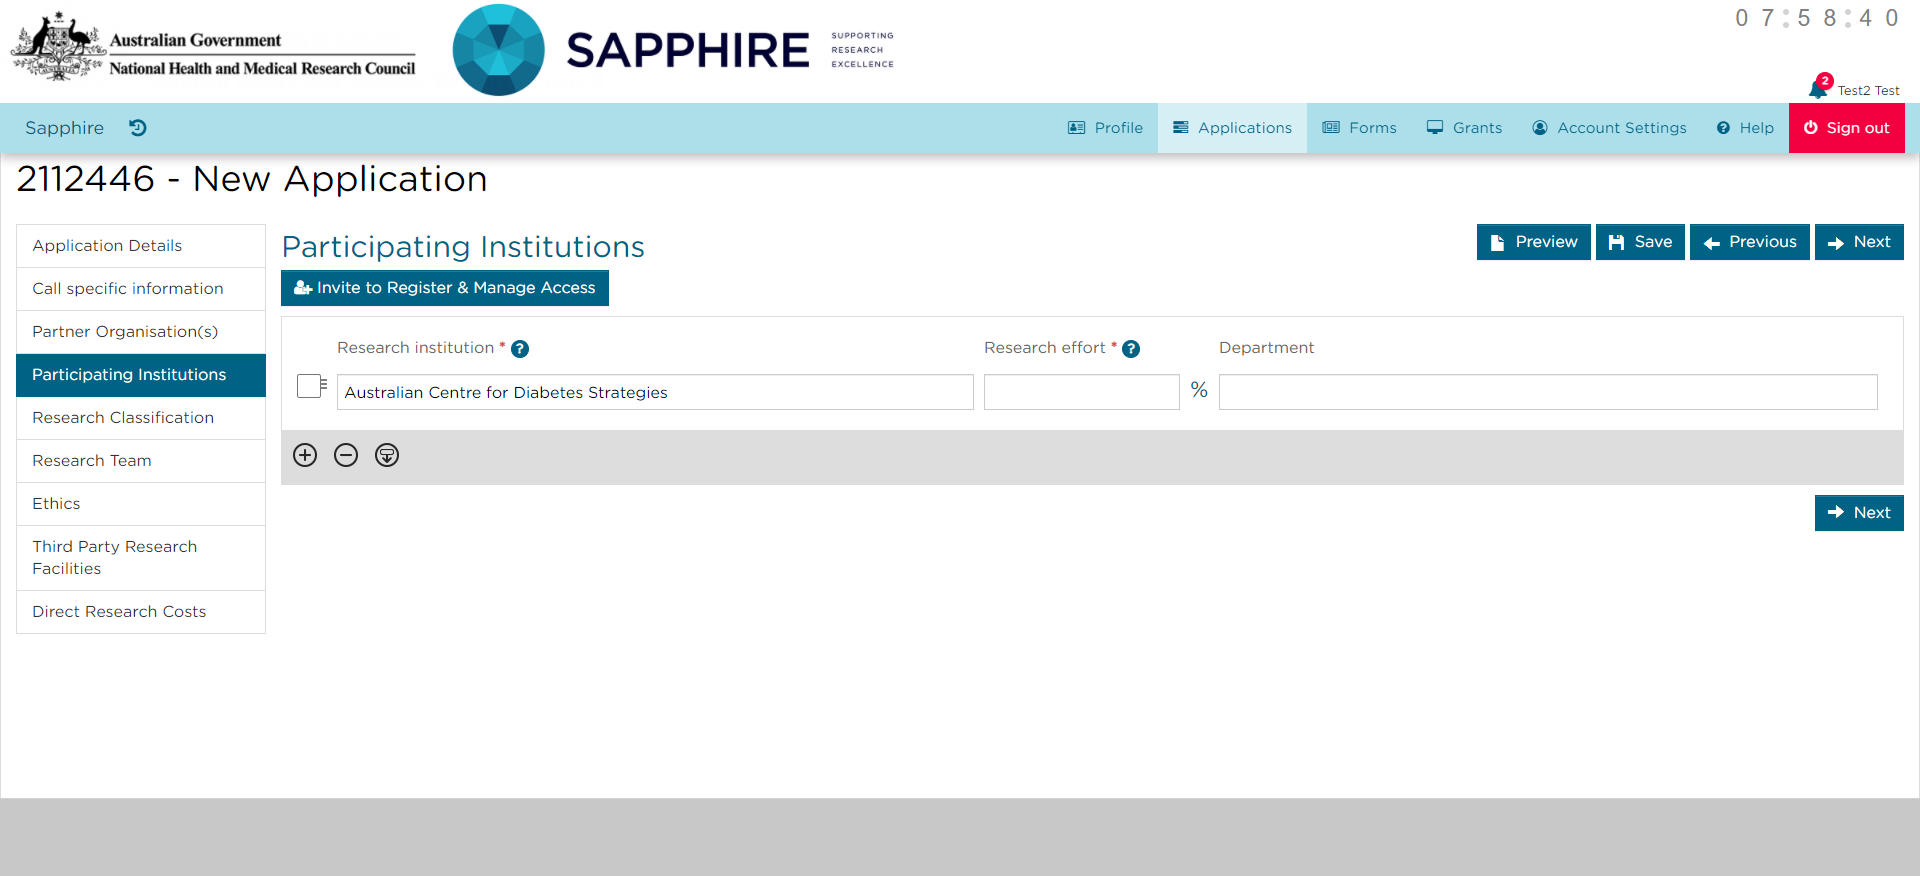 Australian Government
National Health and Medical Research Council
SAPPHIRE
SUPPORTING
RESEARCH
EXCELLENCE
07:58:40
2
Test2 Test
Sapphire
Profile
Applications
Forms
Grants
Account Settings
Help
Sign out
2112446 - New Application
Application Details
Call specific information
Partner Organisation(s)
Participating Institutions
Research Classification
Research Team
Ethics
Third Party Research
Facilities
Direct Research Costs
Participating Institutions
Preview
Save
Previous
Next
Invite to Register & Manage Access
Research institution * ?
Research effort * ?
Department
Australian Centre for Diabetes Strategies
%
Next